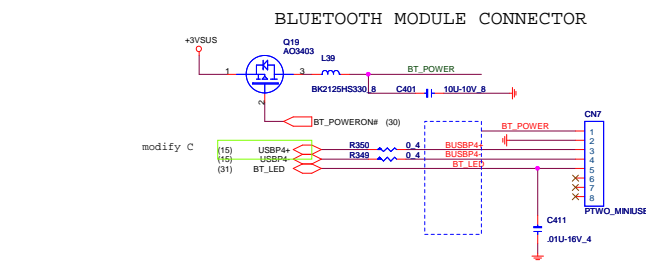 BLUETOOTH MODULE CONNECTOR
+3VSUS
Q19
AO3403
L39
1
3
2
BT_POWER
BK2125HS330_8
C401
10U-10V_8
BT_POWERON# (30)
CN7
BT_POWER
modify C
(15) USBP4+ R350 0_4 BUSBP4+
(15) USBP4- R349 0_4 BUSBP4-
(31) BT_LED BT_LED
1
2
3
4
5
6
7
8
PTWO_MINIUSB
C411
.01U-16V_4